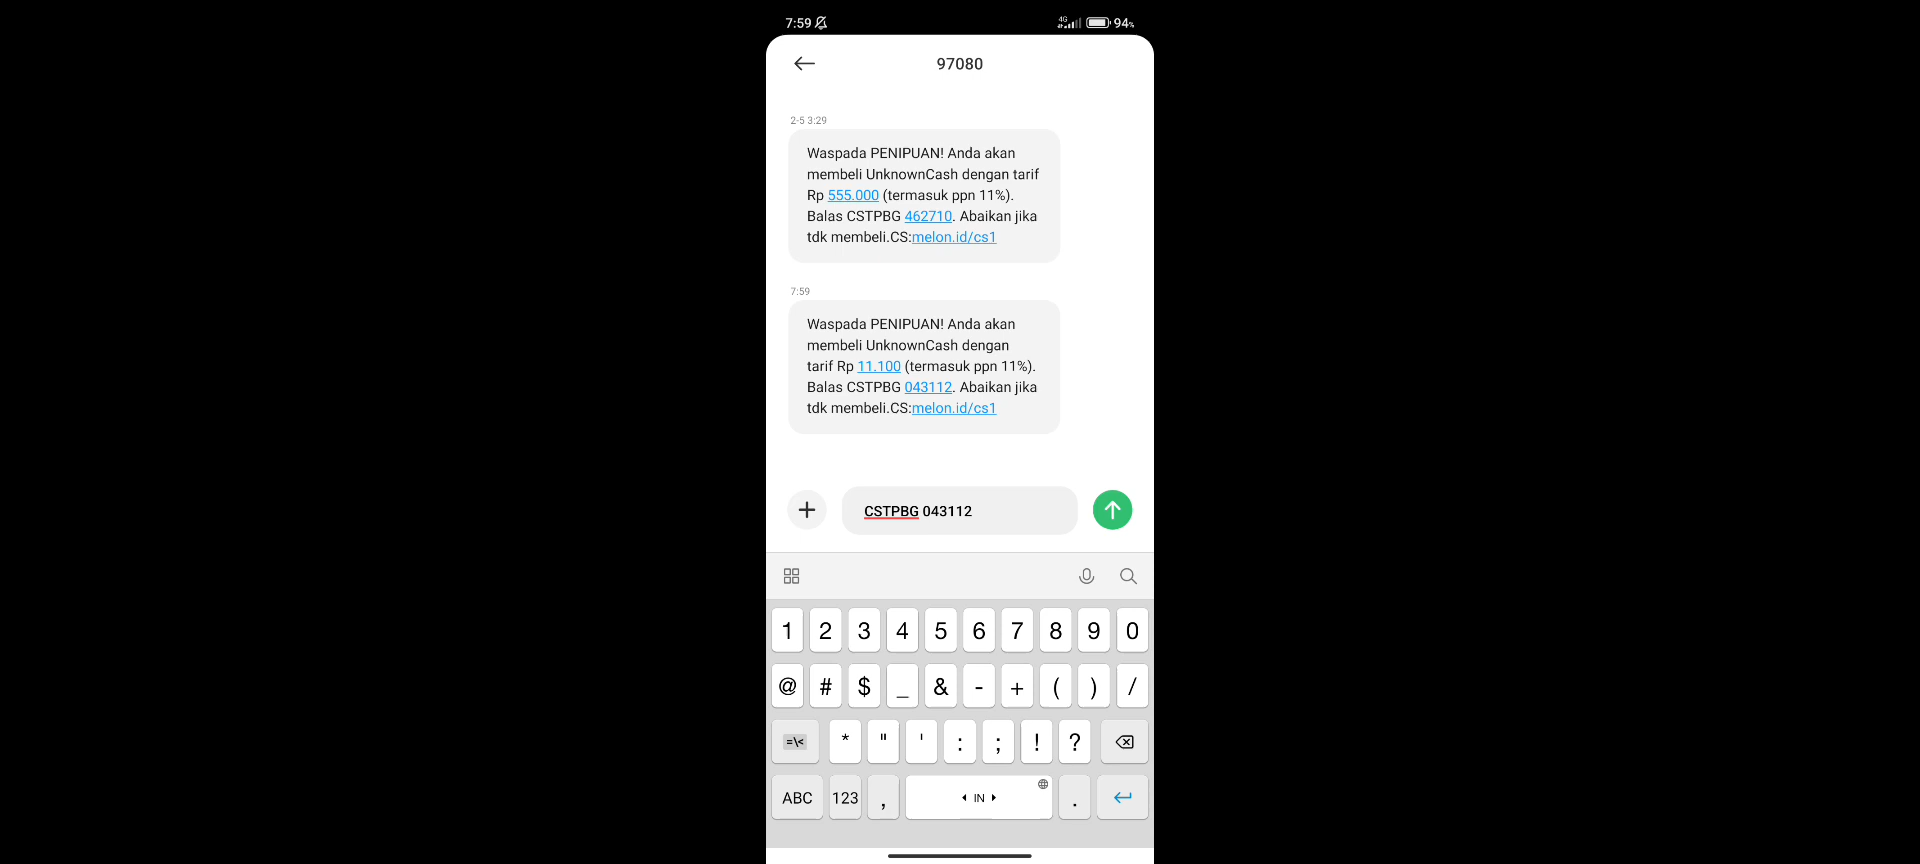 7:59
4G
94%
97080
2-5 3:29
Waspada PENIPUAN! Anda akan
membeli UnknownCash dengan tarif
Rp 555.000 (termasuk ppn 11%).
Balas CSTPBG 462710. Abaikan jika
tdk membeli.CS:melon.id/cs1
7:59
Waspada PENIPUAN! Anda akan
membeli UnknownCash dengan
tarif Rp 11.100 (termasuk ppn 11%).
Balas CSTPBG 043112. Abaikan jika
tdk membeli.CS:melon.id/cs1
CSTPBG 043112
1 2 3 4 5 6 7 8 9 0
@ # $ _ & - + ( ) /
=\< * " ' : ; ! ?
ABC 123 , IN .